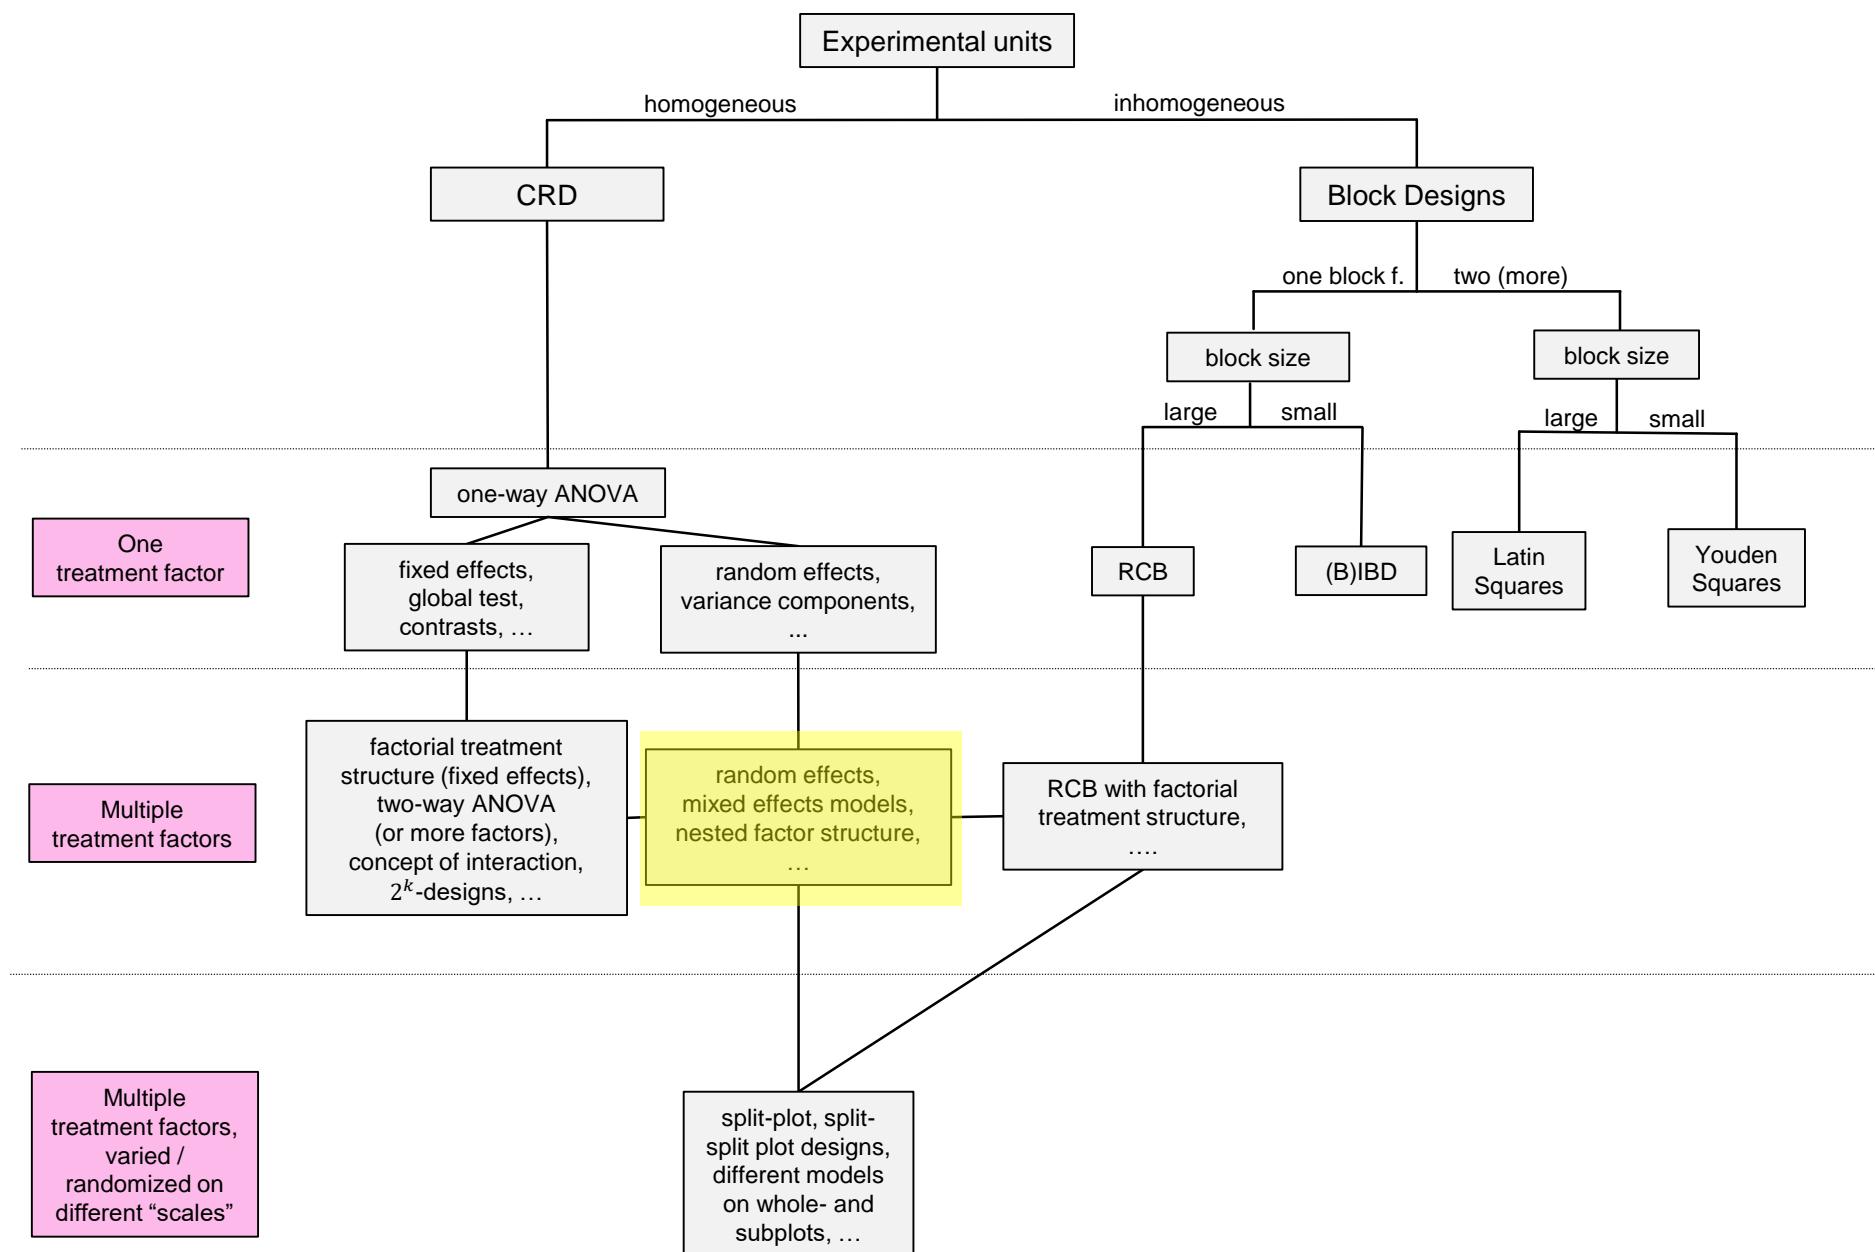 Experimental units
homogeneous
inhomogeneous
CRD
Block Designs
one block f.
two (more)
block size
block size
large
small
large
small
one-way ANOVA
One
treatment factor
fixed effects,
global test,
contrasts, …
random effects,
variance components,
...
RCB
(B)IBD
Latin
Squares
Youden
Squares
Multiple
treatment factors
factorial treatment
structure (fixed effects),
two-way ANOVA
(or more factors),
concept of interaction,
2^k-designs, …
random effects,
mixed effects models,
nested factor structure,
…
RCB with factorial
treatment structure,
….
Multiple
treatment factors,
varied /
randomized on
different “scales”
split-plot, split-
split plot designs,
different models
on whole- and
subplots, …